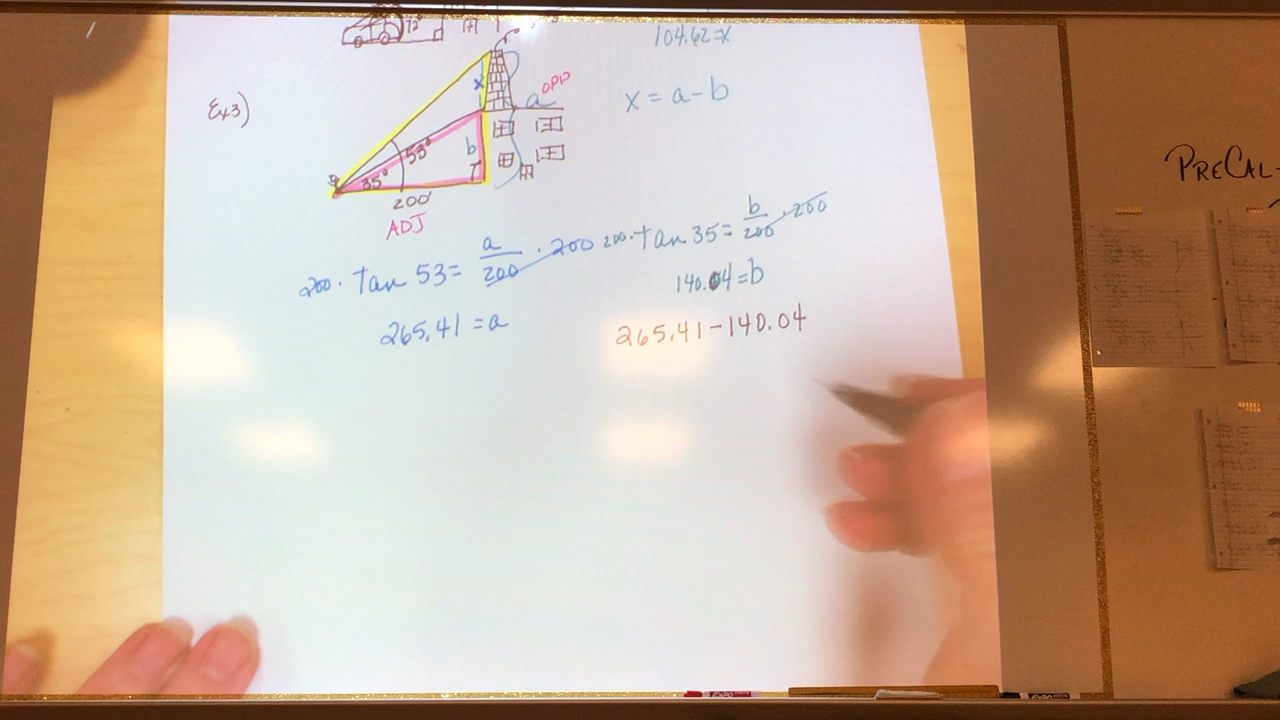 72°
104.62=x
Ex3)
x
a OPP
x = a-b
53°
b
35°
200'
ADJ
200. Tan 53 = a/200 . 200
200. Tan 35 = b/200 . 200
140.04=b
265.41 = a
265.41-140.04
PRECAL-